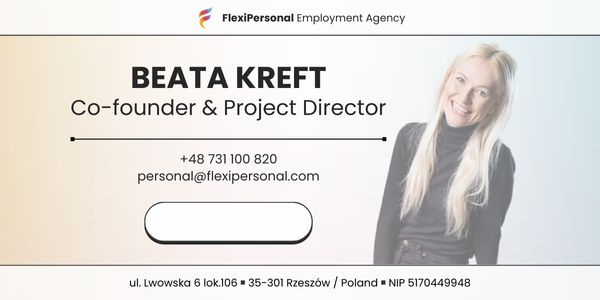 FlexiPersonal Employment Agency
BEATA KREFT
Co-founder & Project Director
+48 731 100 820
personal@flexipersonal.com
ul. Lwowska 6 lok.106 ▪ 35-301 Rzeszów / Poland ▪ NIP 5170449948